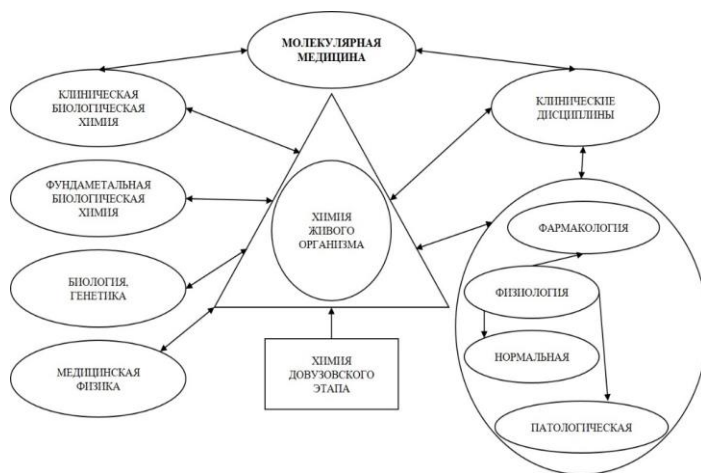 МОЛЕКУЛЯРНАЯ
МЕДИЦИНА
КЛИНИЧЕСКАЯ
БИОЛОГИЧЕСКАЯ
ХИМИЯ
КЛИНИЧЕСКИЕ
ДИСЦИПЛИНЫ
ФУНДАМЕТАЛЬНАЯ
БИОЛОГИЧЕСКАЯ
ХИМИЯ
ХИМИЯ
ЖИВОГО
ОРГАНИЗМА
ФАРМАКОЛОГИЯ
БИОЛОГИЯ,
ГЕНЕТИКА
ФИЗИОЛОГИЯ
НОРМАЛЬНАЯ
МЕДИЦИНСКАЯ
ФИЗИКА
ХИМИЯ
ДОВУЗОВСКОГО
ЭТАПА
ПАТОЛОГИЧЕСКАЯ